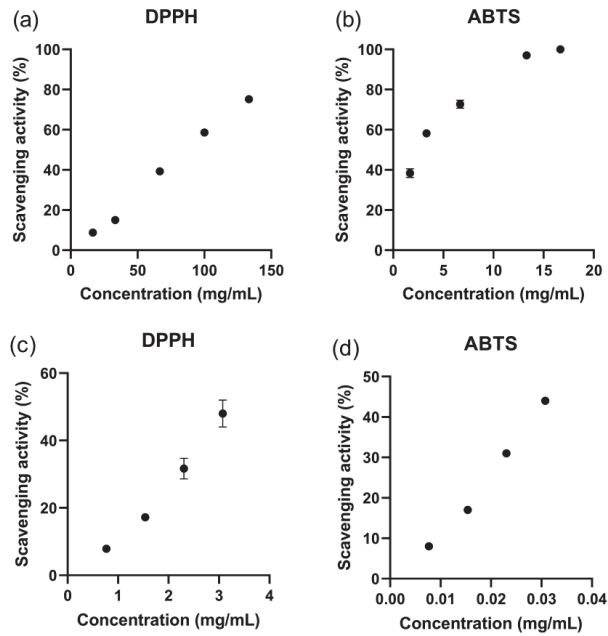 (a)
DPPH
Scavenging activity (%)
100
80
60
40
20
0
0 50 100 150
Concentration (mg/mL)
(b)
ABTS
Scavenging activity (%)
100
80
60
40
20
0
0 5 10 15 20
Concentration (mg/mL)
(c)
DPPH
Scavenging activity (%)
60
40
20
0
0 1 2 3 4
Concentration (mg/mL)
(d)
ABTS
Scavenging activity (%)
50
40
30
20
10
0
0.00 0.01 0.02 0.03 0.04
Concentration (mg/mL)